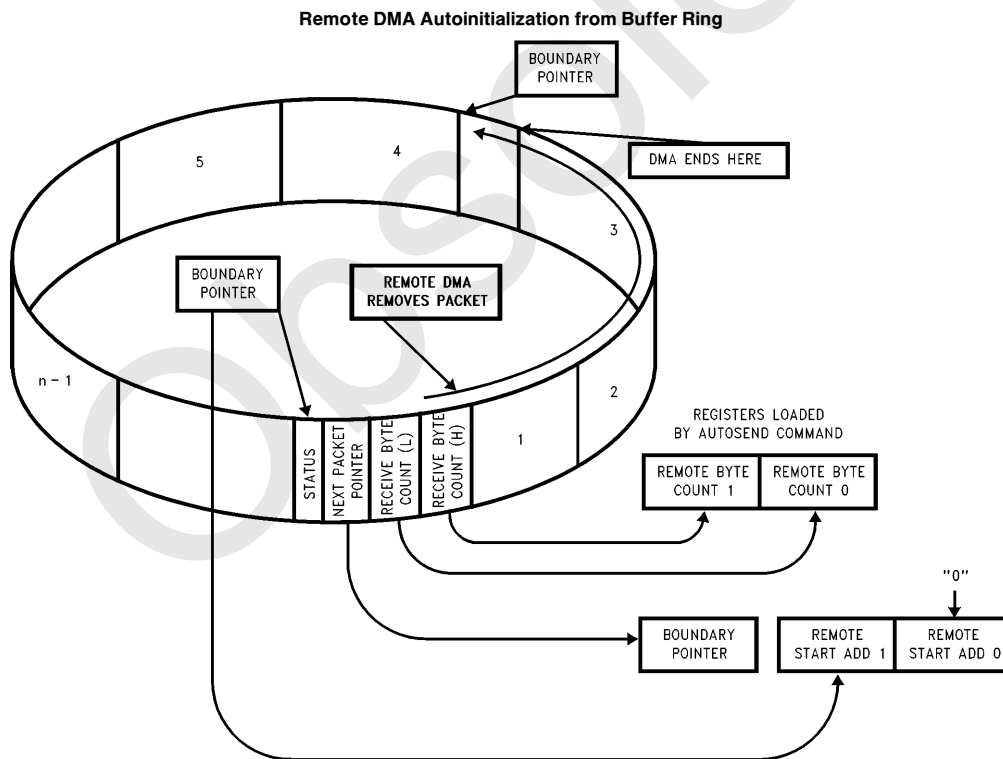 Remote DMA Autoinitialization from Buffer Ring
BOUNDARY
POINTER
DMA ENDS HERE
5
4
3
BOUNDARY
POINTER
REMOTE DMA
REMOVES PACKET
n - 1
2
1
STATUS
NEXT PACKET
POINTER
RECEIVE BYTE
COUNT (L)
RECEIVE BYTE
COUNT (H)
REGISTERS LOADED
BY AUTOSEND COMMAND
REMOTE BYTE
COUNT 1
REMOTE BYTE
COUNT 0
"0"
BOUNDARY
POINTER
REMOTE
START ADD 1
REMOTE
START ADD 0
Obsole